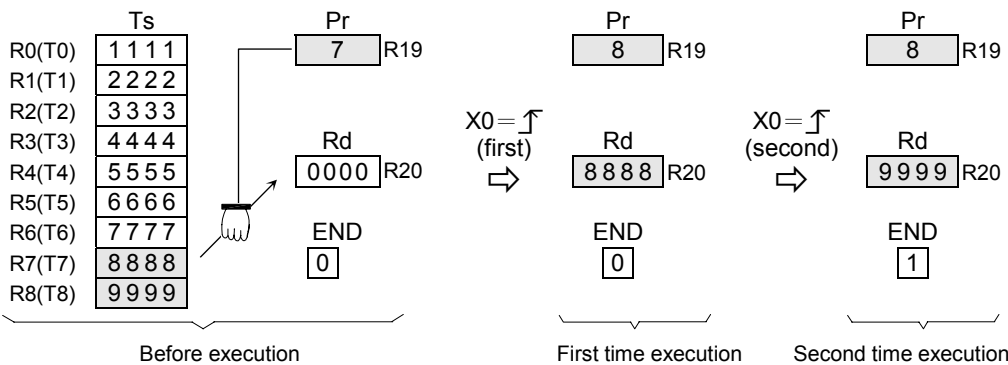 Ts Pr Pr Pr
R0(T0) 1111 7 R19 8 R19 8 R19
R1(T1) 2222
R2(T2) 3333
R3(T3) 4444 Rd X0= (first) Rd X0= (second) Rd
R4(T4) 5555 0000 R20 8888 R20 9999 R20
R5(T5) 6666
R6(T6) 7777 END END END
R7(T7) 8888 0 0 1
R8(T8) 9999
Before execution First time execution Second time execution